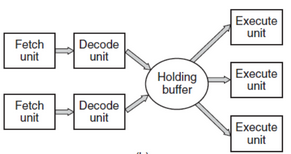 Fetch
unit
Decode
unit
Fetch
unit
Decode
unit
Holding
buffer
Execute
unit
Execute
unit
Execute
unit